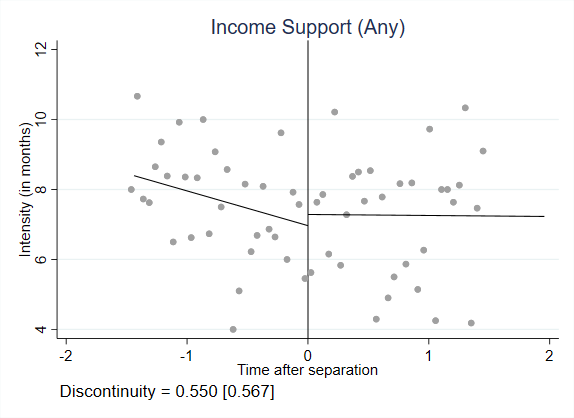 Income Support (Any)
Intensity (in months)
12
10
8
6
4
-2
-1
0
1
2
Time after separation
Discontinuity = 0.550 [0.567]